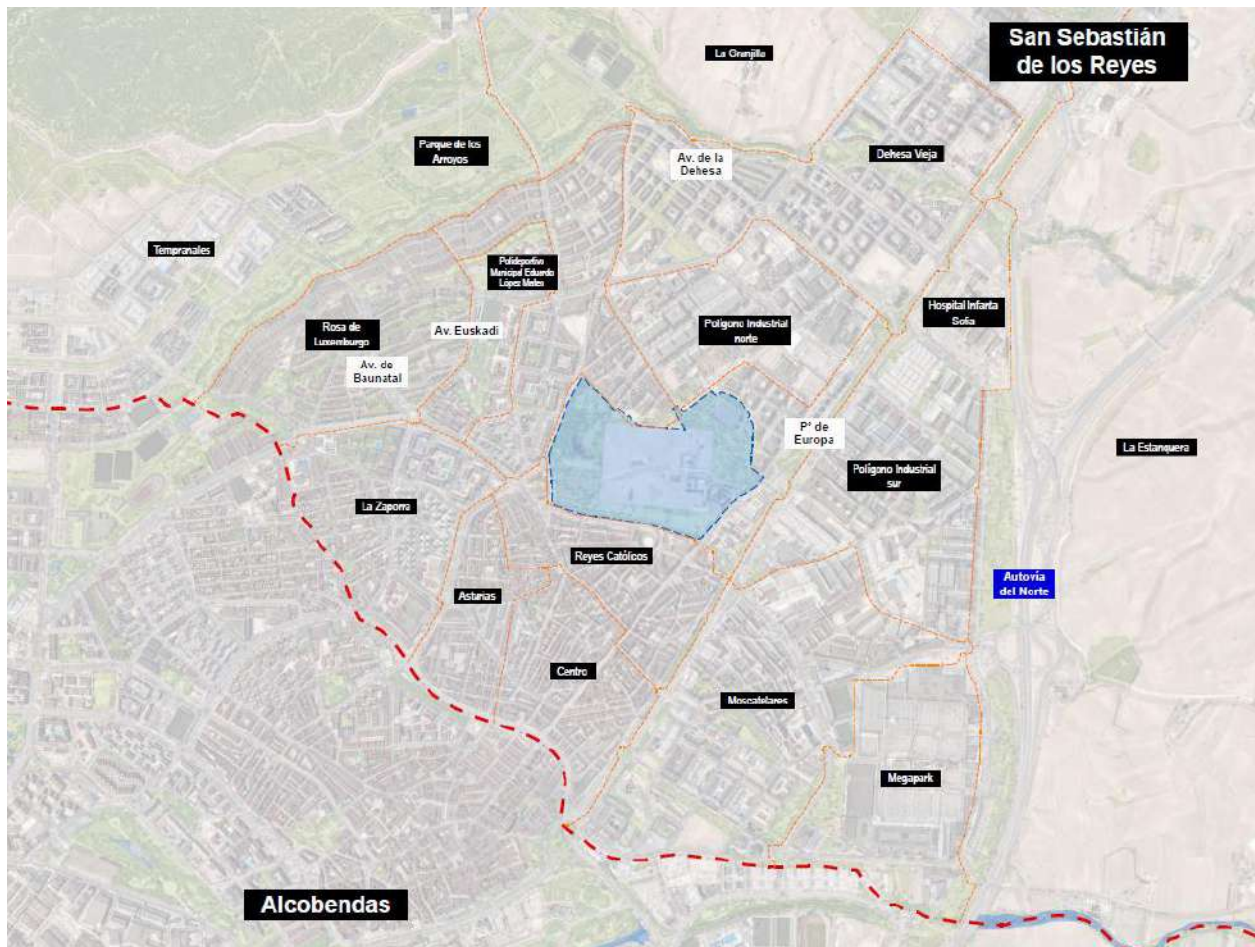 San Sebastián
de los Reyes
La Granjilla
Parque de los
Arroyos
Av. de la
Dehesa
Dehesa Vieja
Tempranales
Polideportivo
Municipal Eduardo
López Mateo
Hospital Infanta
Sofía
Rosa de
Luxemburgo
Av. Euskadi
Polígono Industrial
norte
Av. de
Baunatal
Pº de
Europa
La Estanquera
Polígono Industrial
sur
La Zaporra
Reyes Católicos
Autovía
del Norte
Asturias
Centro
Moscatelares
Megapark
Alcobendas